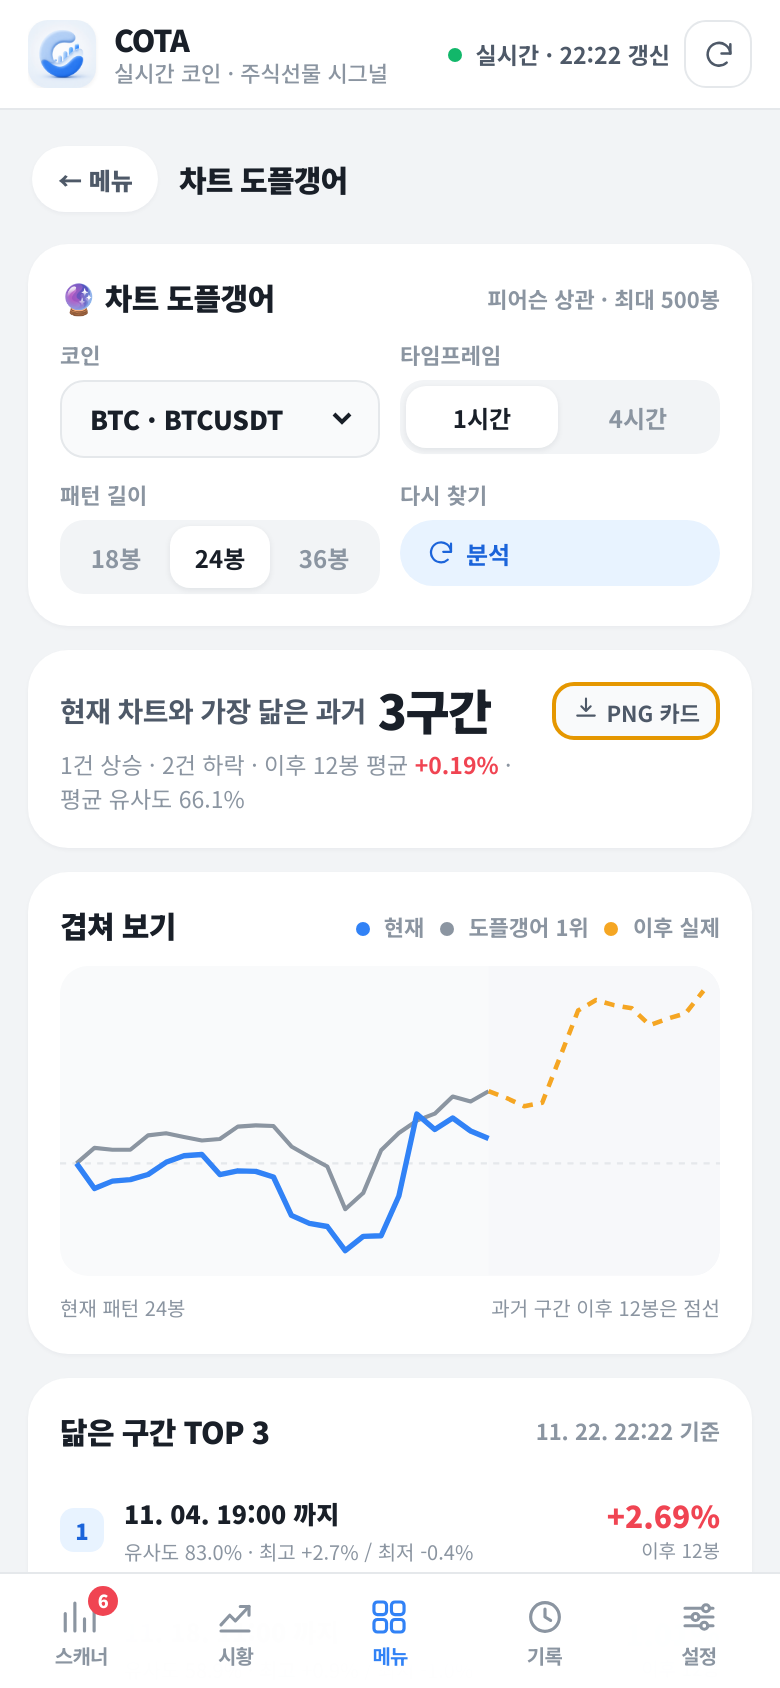 COTA
실시간 코인 · 주식선물 시그널
실시간 · 22:22 갱신
← 메뉴
차트 도플갱어
차트 도플갱어
피어슨 상관 · 최대 500봉
코인
타임프레임
BTC · BTCUSDT
1시간
4시간
패턴 길이
다시 찾기
18봉
24봉
36봉
분석
현재 차트와 가장 닮은 과거 3구간
PNG 카드
1건 상승 · 2건 하락 · 이후 12봉 평균 +0.19% ·
평균 유사도 66.1%
겹쳐 보기
현재
도플갱어 1위
이후 실제
현재 패턴 24봉
과거 구간 이후 12봉은 점선
닮은 구간 TOP 3
11. 22. 22:22 기준
1
11. 04. 19:00 까지
+2.69%
유사도 83.0% · 최고 +2.7% / 최저 -0.4%
이후 12봉
6
스캐너
시황
메뉴
기록
설정